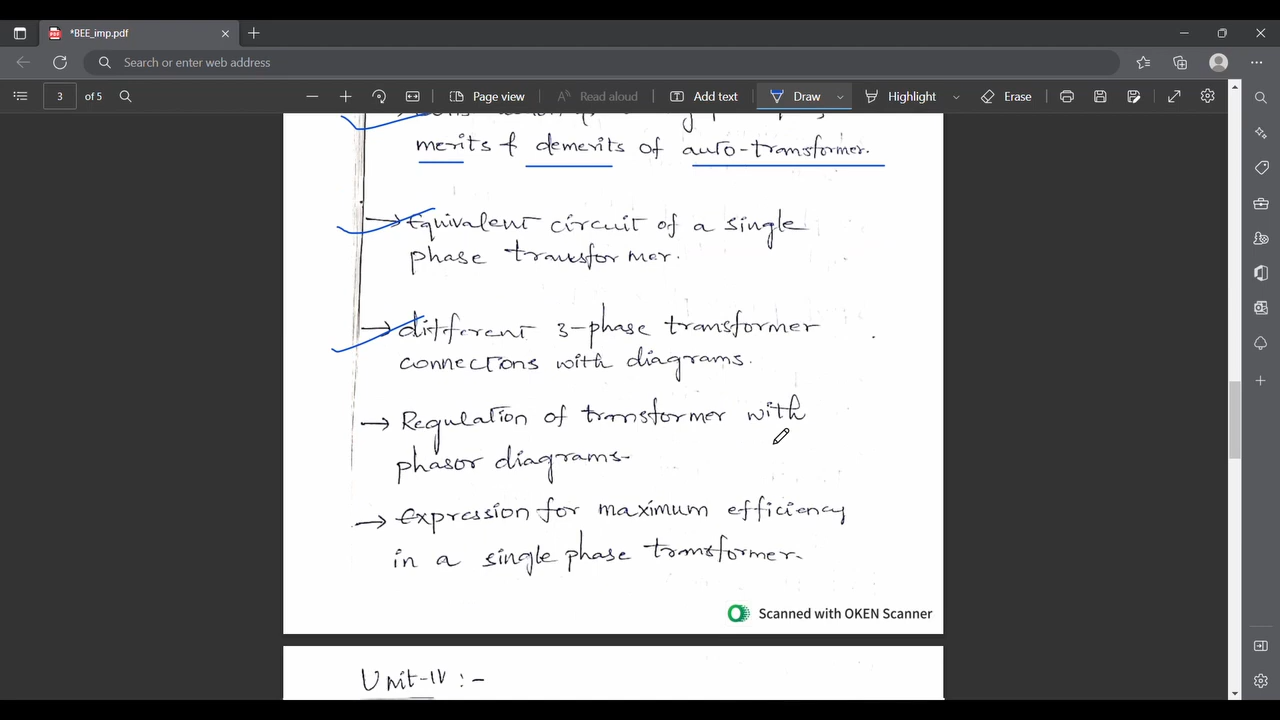 *BEE_imp.pdf
Search or enter web address
3 of 5 Page view Read aloud Add text Draw Highlight Erase
merits & demerits of auto-transformer.
→ Equivalent circuit of a single
phase transformer.
→ different 3-phase transformer
connections with diagrams.
→ Regulation of transformer with
phasor diagrams.
→ Expression for maximum efficiency
in a single phase transformer.
Scanned with OKEN Scanner
Unit-IV :-